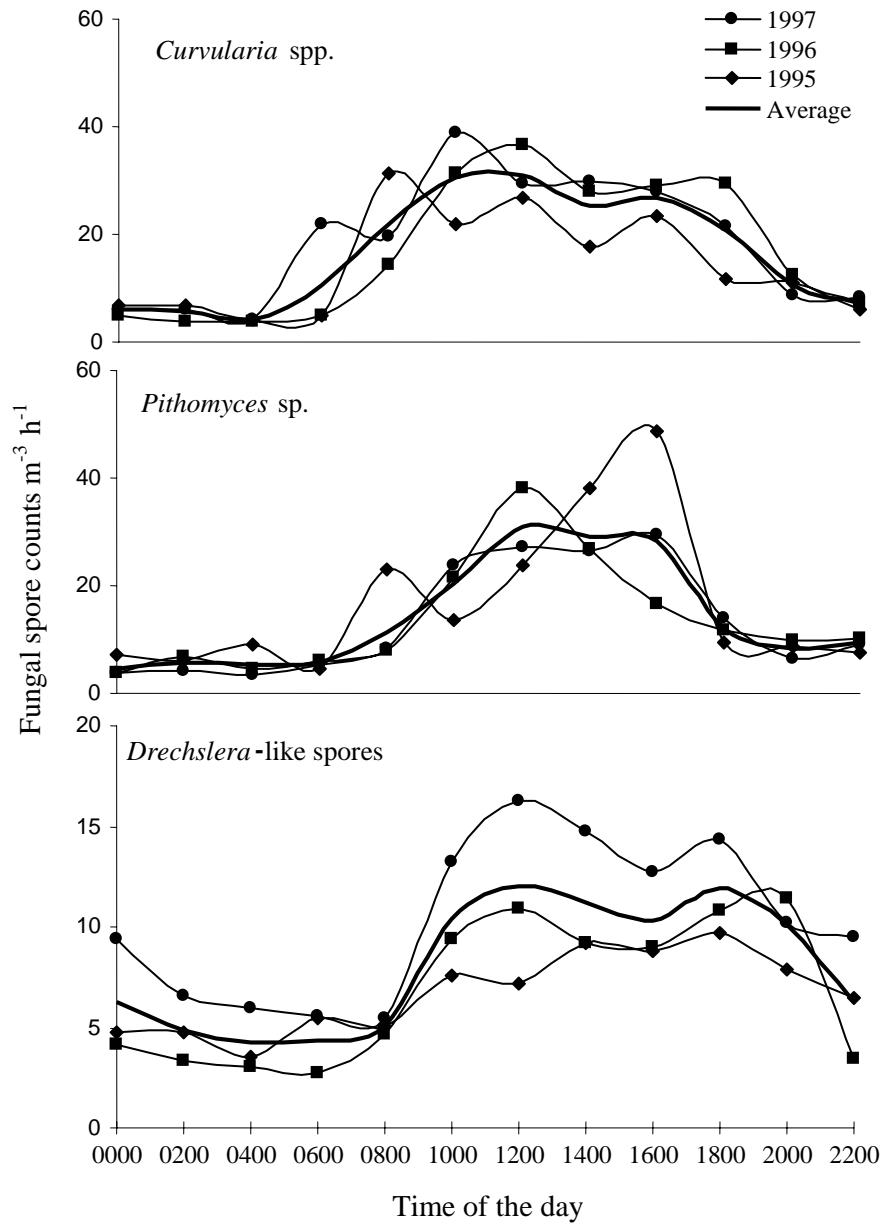 60
Curvularia spp.
1997
1996
1995
Average
40
20
0
60
Pithomyces sp.
40
20
0
Fungal spore counts m-3 h-1
20
Drechslera-like spores
15
10
5
0
0000 0200 0400 0600 0800 1000 1200 1400 1600 1800 2000 2200
Time of the day